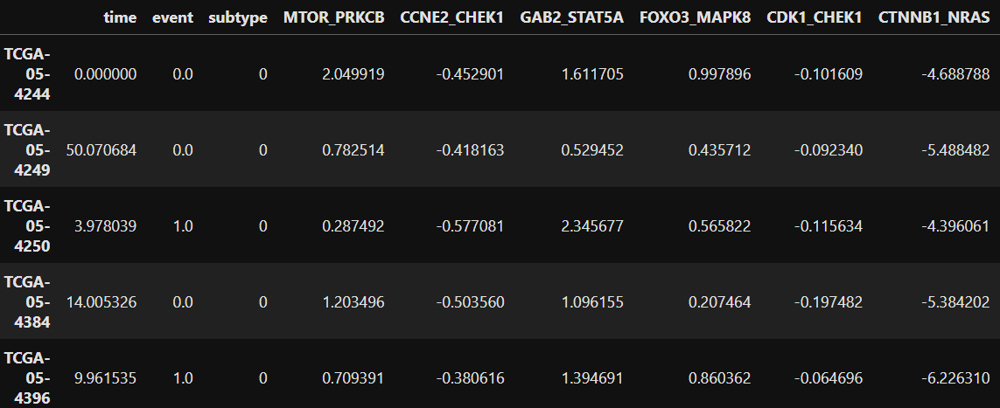 time event subtype MTOR_PRKCB CCNE2_CHEK1 GAB2_STAT5A FOXO3_MAPK8 CDK1_CHEK1 CTNNB1_NRAS
TCGA-
05-
4244
0.000000 0.0 0 2.049919 -0.452901 1.611705 0.997896 -0.101609 -4.688788
TCGA-
05-
4249
50.070684 0.0 0 0.782514 -0.418163 0.529452 0.435712 -0.092340 -5.488482
TCGA-
05-
4250
3.978039 1.0 0 0.287492 -0.577081 2.345677 0.565822 -0.115634 -4.396061
TCGA-
05-
4384
14.005326 0.0 0 1.203496 -0.503560 1.096155 0.207464 -0.197482 -5.384202
TCGA-
05-
4396
9.961535 1.0 0 0.709391 -0.380616 1.394691 0.860362 -0.064696 -6.226310